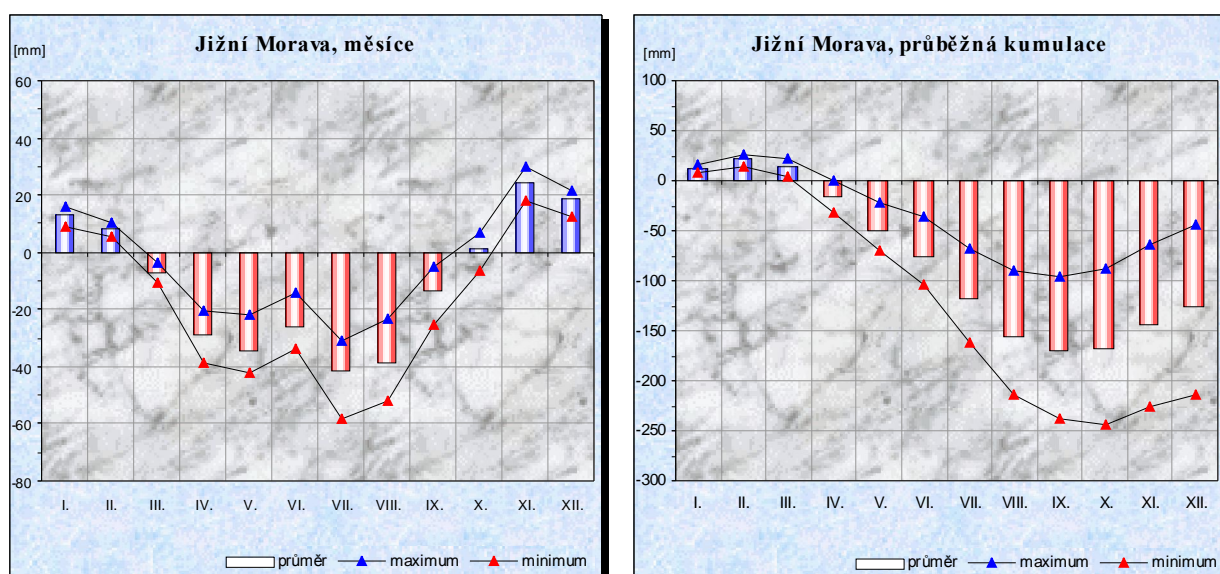 Jižní Morava, měsíce
[mm]
60
40
20
0
-20
-40
-60
-80
I. II. III. IV. V. VI. VII. VIII. IX. X. XI. XII.
průměr maximum minimum
Jižní Morava, průběžná kumulace
[mm]
100
50
0
-50
-100
-150
-200
-250
-300
I. II. III. IV. V. VI. VII. VIII. IX. X. XI. XII.
průměr maximum minimum